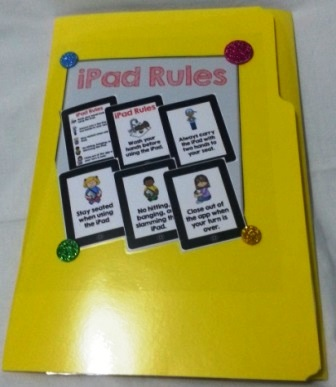 iPad Rules
iPad Rules
iPad Rules
Wash your
hands before
using the iPad.
Always carry
the iPad with
two hands to
your seat.
Stay seated
when using
the iPad
No hitting,
banging, or
slamming the
iPad.
Close out of
the app when
your turn is
over.